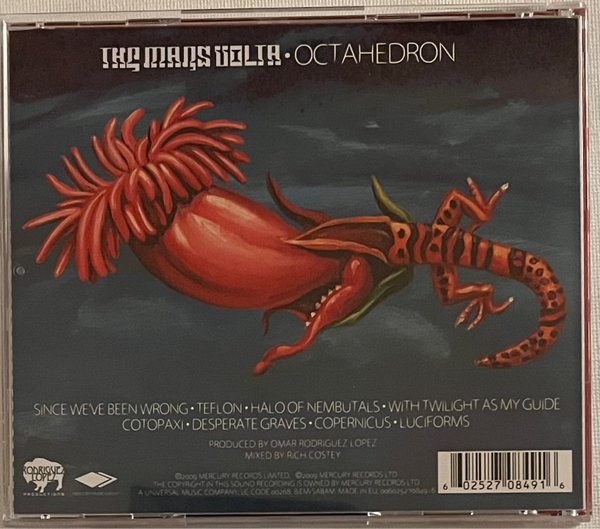 THE MARS VOLTA • OCTAHEDRON
SINCE WE'VE BEEN WRONG • TEFLON • HALO OF NEMBUTALS • WITH TWILIGHT AS MY GUIDE
COTOPAXI • DESPERATE GRAVES • COPERNICUS • LUCIFORMS
PRODUCED BY OMAR RODRIGUEZ LOPEZ
MIXED BY RICH COSTEY
RODRIGUEZ
LOPEZ
PRODUCTIONS
©2009 MERCURY RECORDS LIMITED. ℗2009 MERCURY RECORDS LTD
THE COPYRIGHT IN THIS SOUND RECORDING IS OWNED BY MERCURY RECORDS LTD
A UNIVERSAL MUSIC COMPANY. LC CODE 00268. BIEM/SABAM. MADE IN EU. 0060252708491-6
6 02527 08491 6